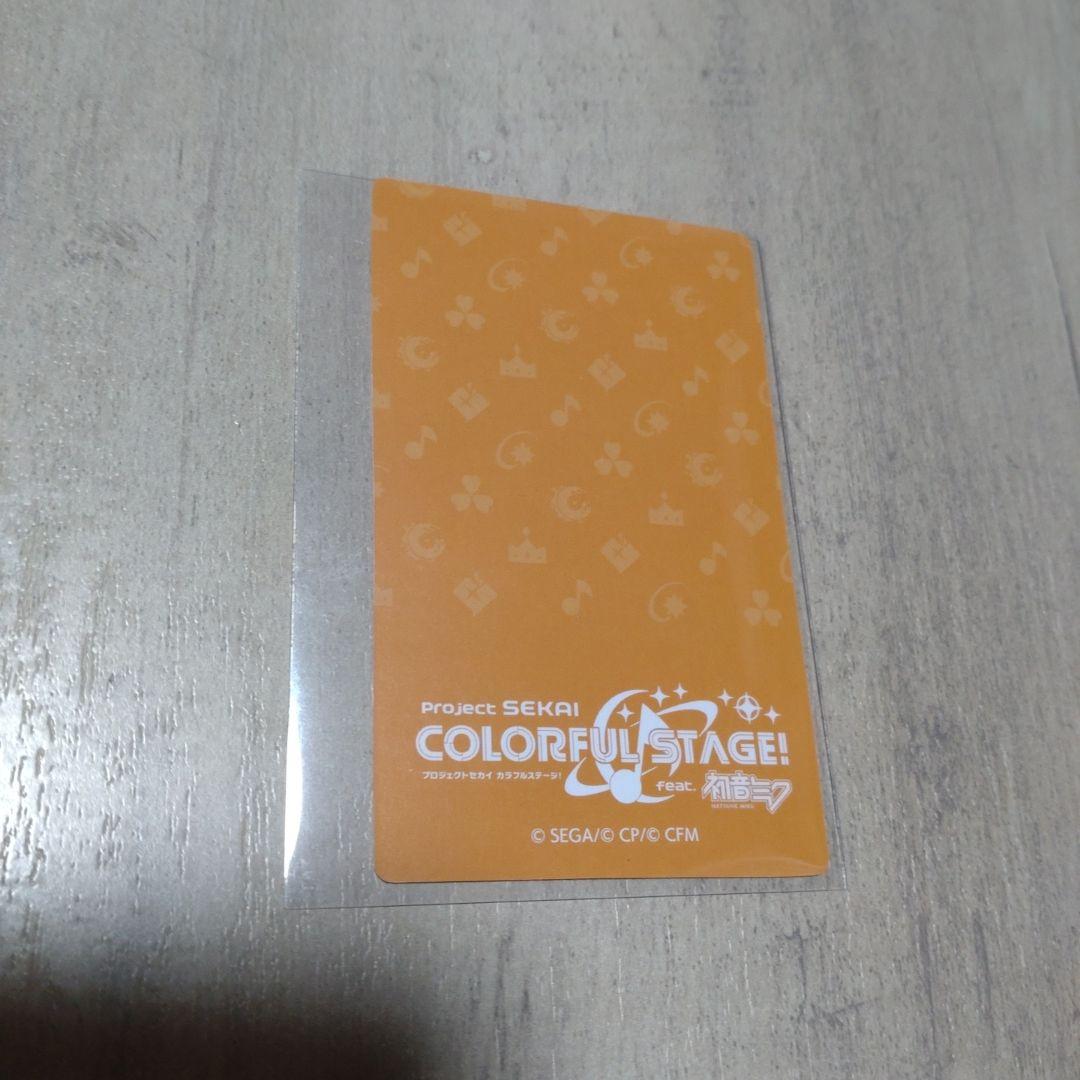 Project SEKAI
COLORFUL STAGE!
プロジェクトセカイ カラフルステージ!
feat. 初音ミク
HATSUNE MIKU
© SEGA/© CP/© CFM